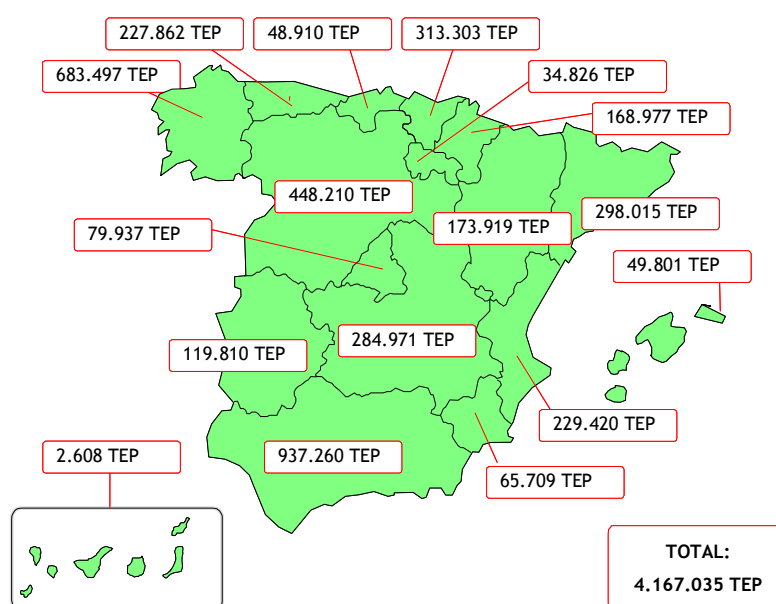 227.862 TEP
48.910 TEP
313.303 TEP
683.497 TEP
34.826 TEP
168.977 TEP
448.210 TEP
79.937 TEP
173.919 TEP
298.015 TEP
49.801 TEP
119.810 TEP
284.971 TEP
229.420 TEP
2.608 TEP
937.260 TEP
65.709 TEP
TOTAL:
4.167.035 TEP